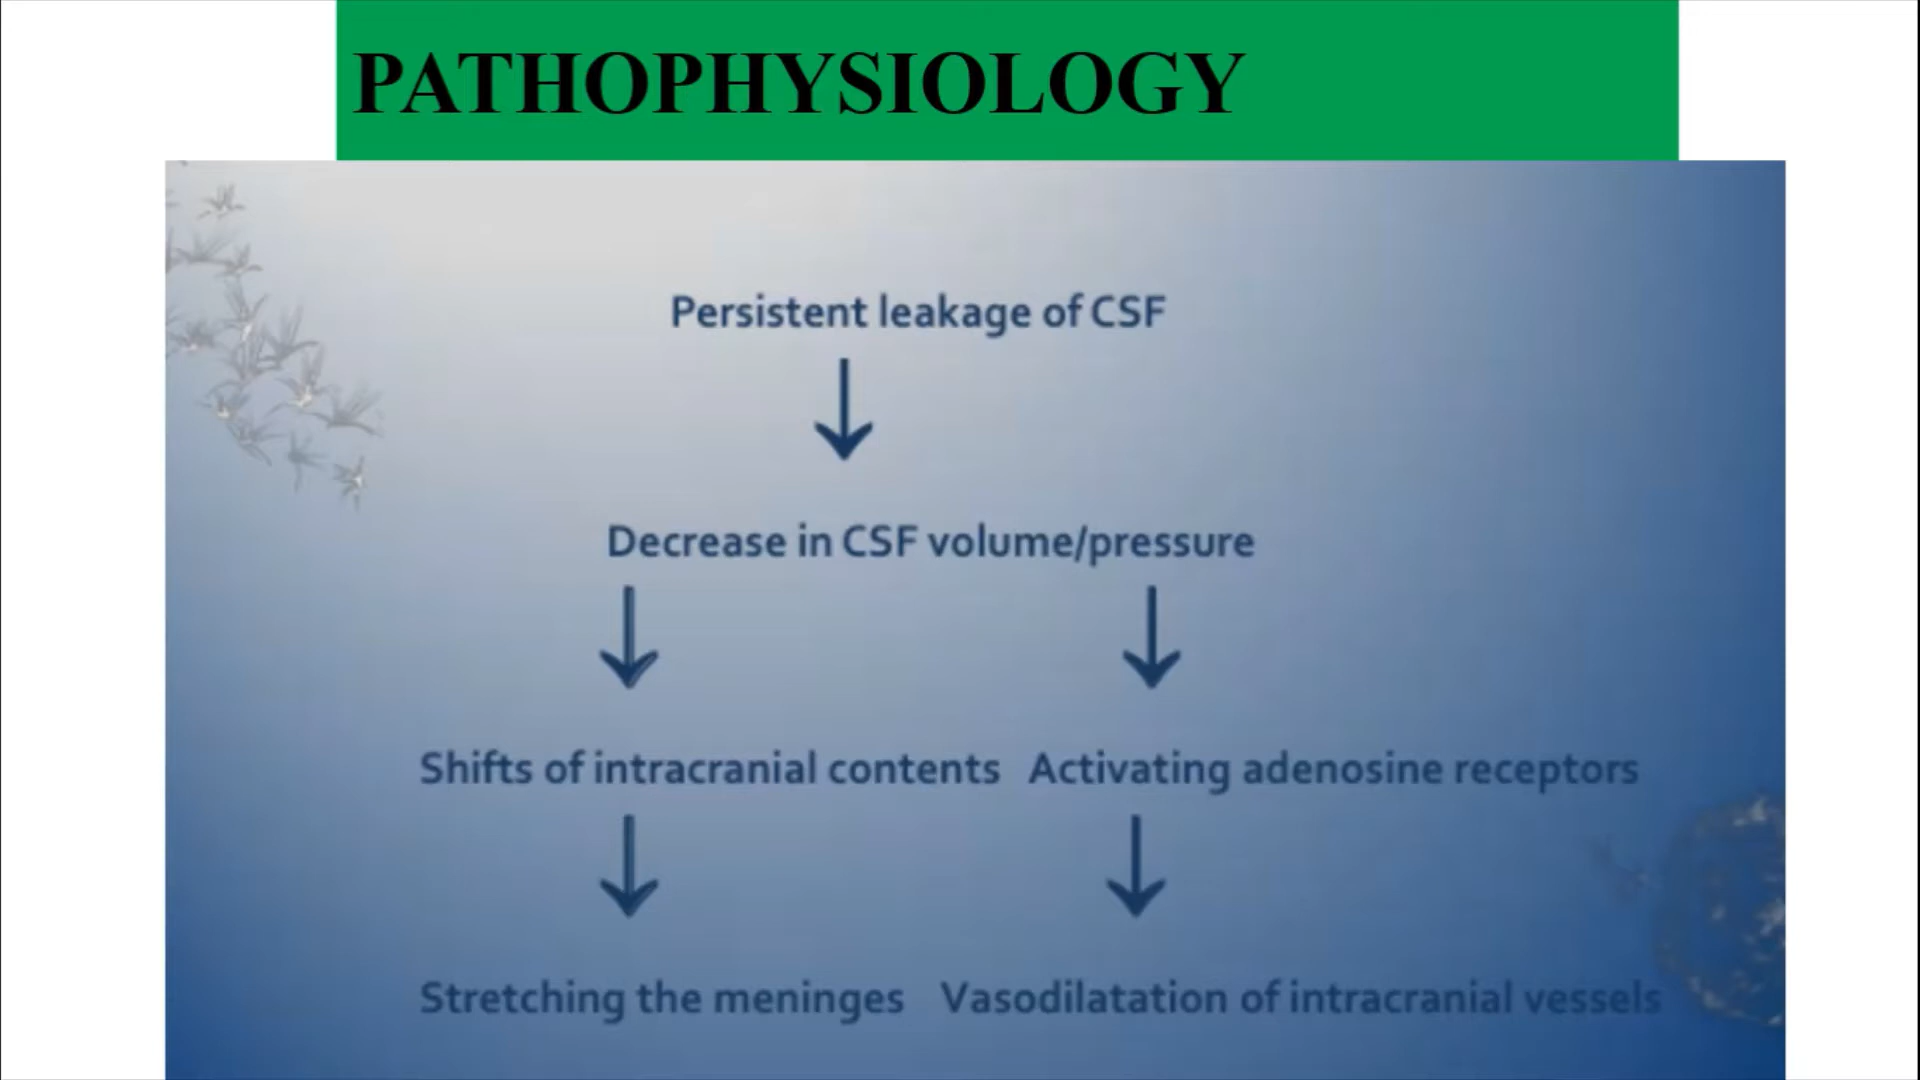 PATHOPHYSIOLOGY
Persistent leakage of CSF
Decrease in CSF volume/pressure
Shifts of intracranial contents Activating adenosine receptors
Stretching the meninges Vasodilatation of intracranial vessels